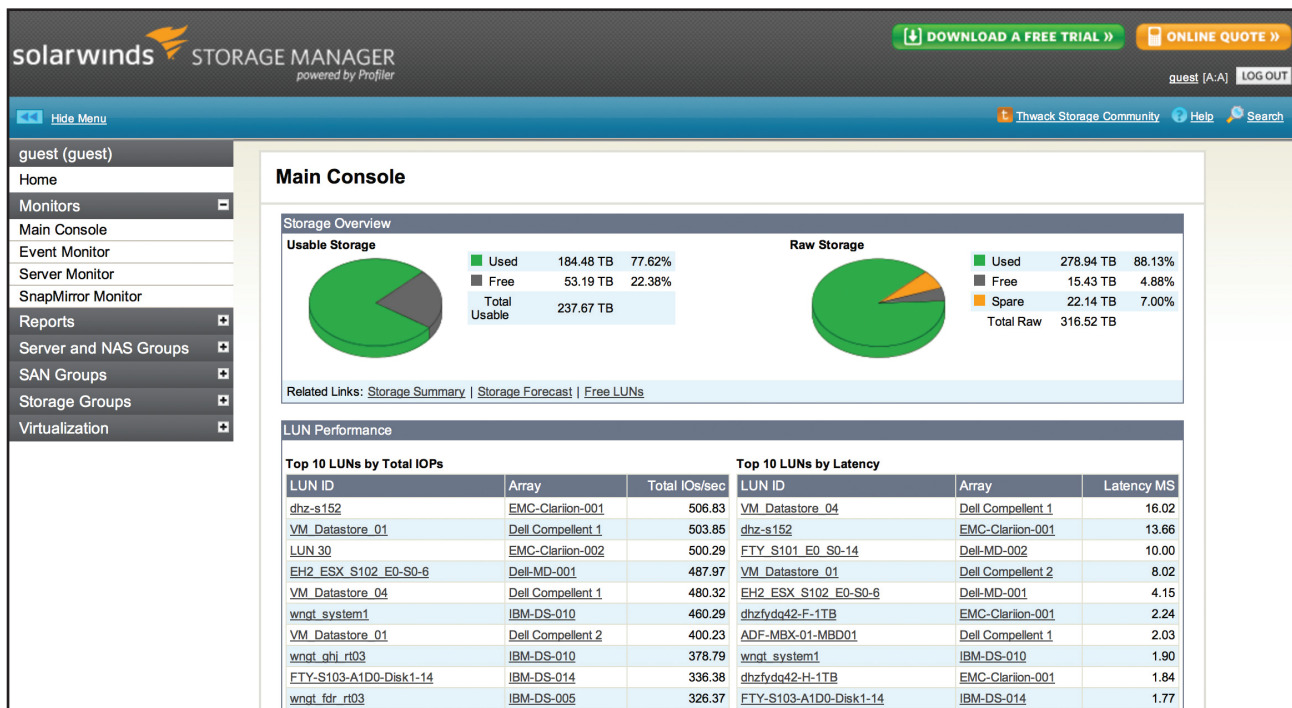 solarwinds STORAGE MANAGER
powered by Profiler
DOWNLOAD A FREE TRIAL »
ONLINE QUOTE »
guest [A:A] LOG OUT
Hide Menu
t Thwack Storage Community ? Help Search
guest (guest)
Home
Monitors
Main Console
Event Monitor
Server Monitor
SnapMirror Monitor
Reports
Server and NAS Groups
SAN Groups
Storage Groups
Virtualization
Main Console
Storage Overview
Usable Storage
Used 184.48 TB 77.62%
Free 53.19 TB 22.38%
Total Usable 237.67 TB
Raw Storage
Used 278.94 TB 88.13%
Free 15.43 TB 4.88%
Spare 22.14 TB 7.00%
Total Raw 316.52 TB
Related Links: Storage Summary | Storage Forecast | Free LUNs
LUN Performance
Top 10 LUNs by Total IOPs
LUN ID Array Total IOs/sec
dhz-s152 EMC-Clariion-001 506.83
VM_Datastore_01 Dell Compellent 1 503.85
LUN 30 EMC-Clariion-002 500.29
EH2_ESX_S102_E0-S0-6 Dell-MD-001 487.97
VM_Datastore_04 Dell Compellent 1 480.32
wngt_system1 IBM-DS-010 460.29
VM_Datastore_01 Dell Compellent 2 400.23
wngt_ghj_rt03 IBM-DS-010 378.79
FTY-S103-A1D0-Disk1-14 IBM-DS-014 336.38
wngt_fdr_rt03 IBM-DS-005 326.37
Top 10 LUNs by Latency
LUN ID Array Latency MS
VM_Datastore_04 Dell Compellent 1 16.02
dhz-s152 EMC-Clariion-001 13.66
FTY_S101_E0_S0-14 Dell-MD-002 10.00
VM_Datastore_01 Dell Compellent 2 8.02
EH2_ESX_S102_E0-S0-6 Dell-MD-001 4.15
dhzfydq42-F-1TB EMC-Clariion-001 2.24
ADF-MBX-01-MBD01 Dell Compellent 1 2.03
wngt_system1 IBM-DS-010 1.90
dhzfydq42-H-1TB EMC-Clariion-001 1.84
FTY-S103-A1D0-Disk1-14 IBM-DS-014 1.77